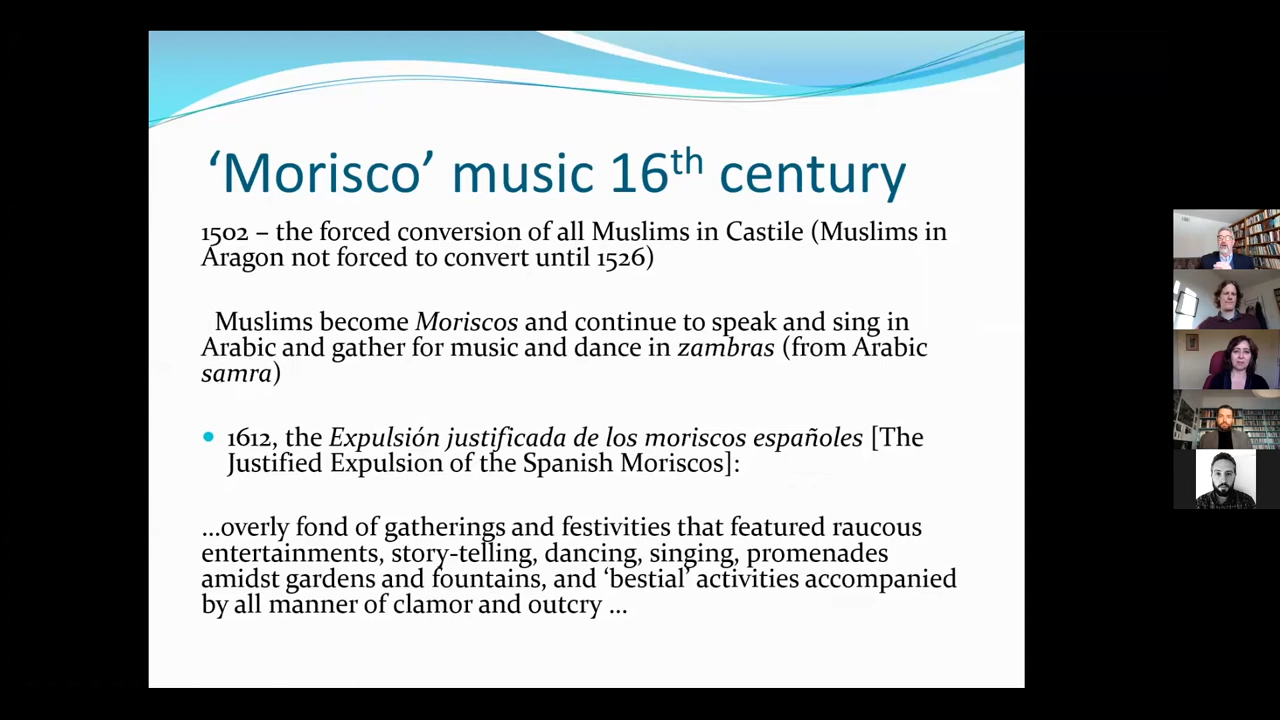 ‘Morisco’ music 16th century
1502 – the forced conversion of all Muslims in Castile (Muslims in
Aragon not forced to convert until 1526)
Muslims become Moriscos and continue to speak and sing in
Arabic and gather for music and dance in zambras (from Arabic
samra)
• 1612, the Expulsión justificada de los moriscos españoles [The
Justified Expulsion of the Spanish Moriscos]:
...overly fond of gatherings and festivities that featured raucous
entertainments, story-telling, dancing, singing, promenades
amidst gardens and fountains, and ‘bestial’ activities accompanied
by all manner of clamor and outcry ...